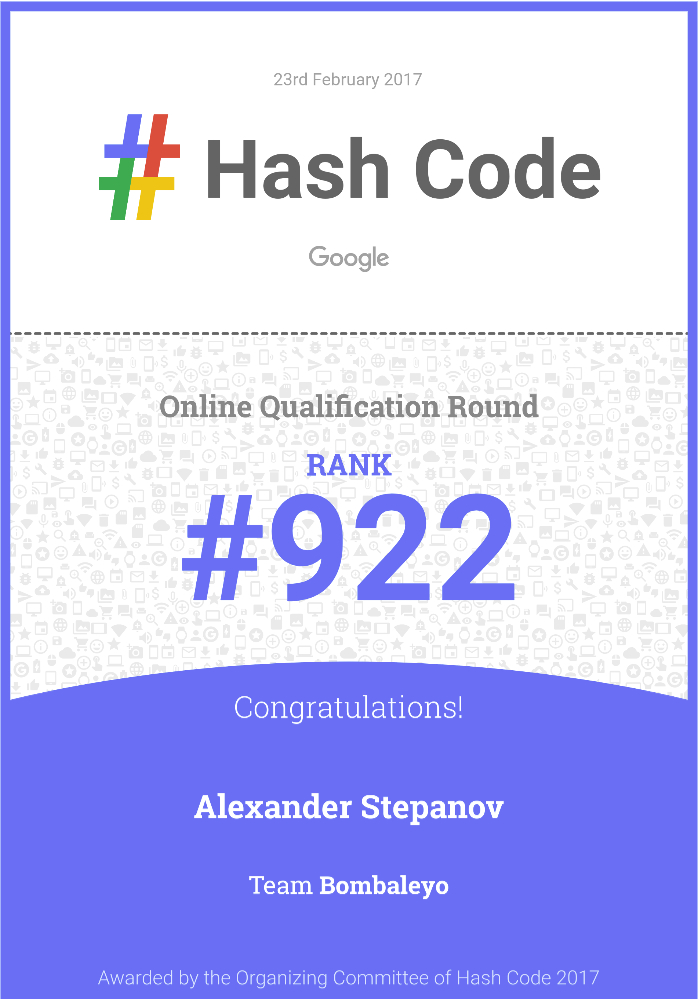 23rd February 2017
# Hash Code
Google
Online Qualification Round
RANK
#922
Congratulations!
Alexander Stepanov
Team Bombaleyo
Awarded by the Organizing Committee of Hash Code 2017